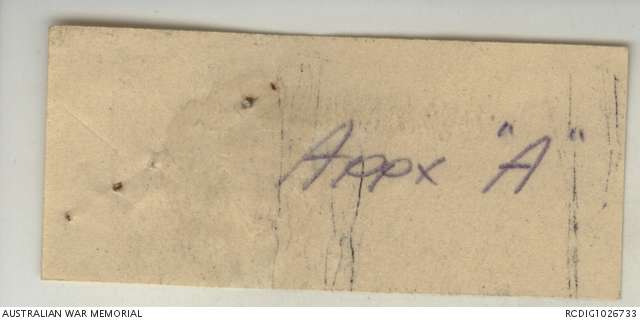 Appx "A"
AUSTRALIAN WAR MEMORIAL
RCDIG1026733